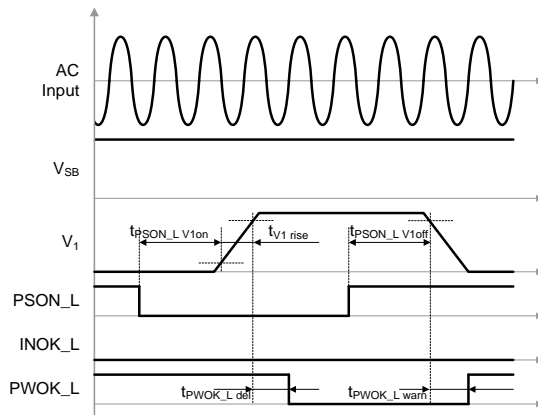 AC
Input
VSB
V1
tPSON_L V1on
tV1 rise
tPSON_L V1off
PSON_L
INOK_L
PWOK_L
tPWOK_L del
tPWOK_L warn